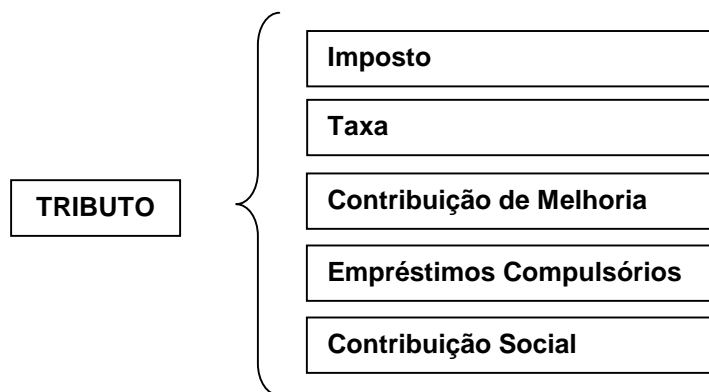 TRIBUTO
Imposto
Taxa
Contribuição de Melhoria
Empréstimos Compulsórios
Contribuição Social